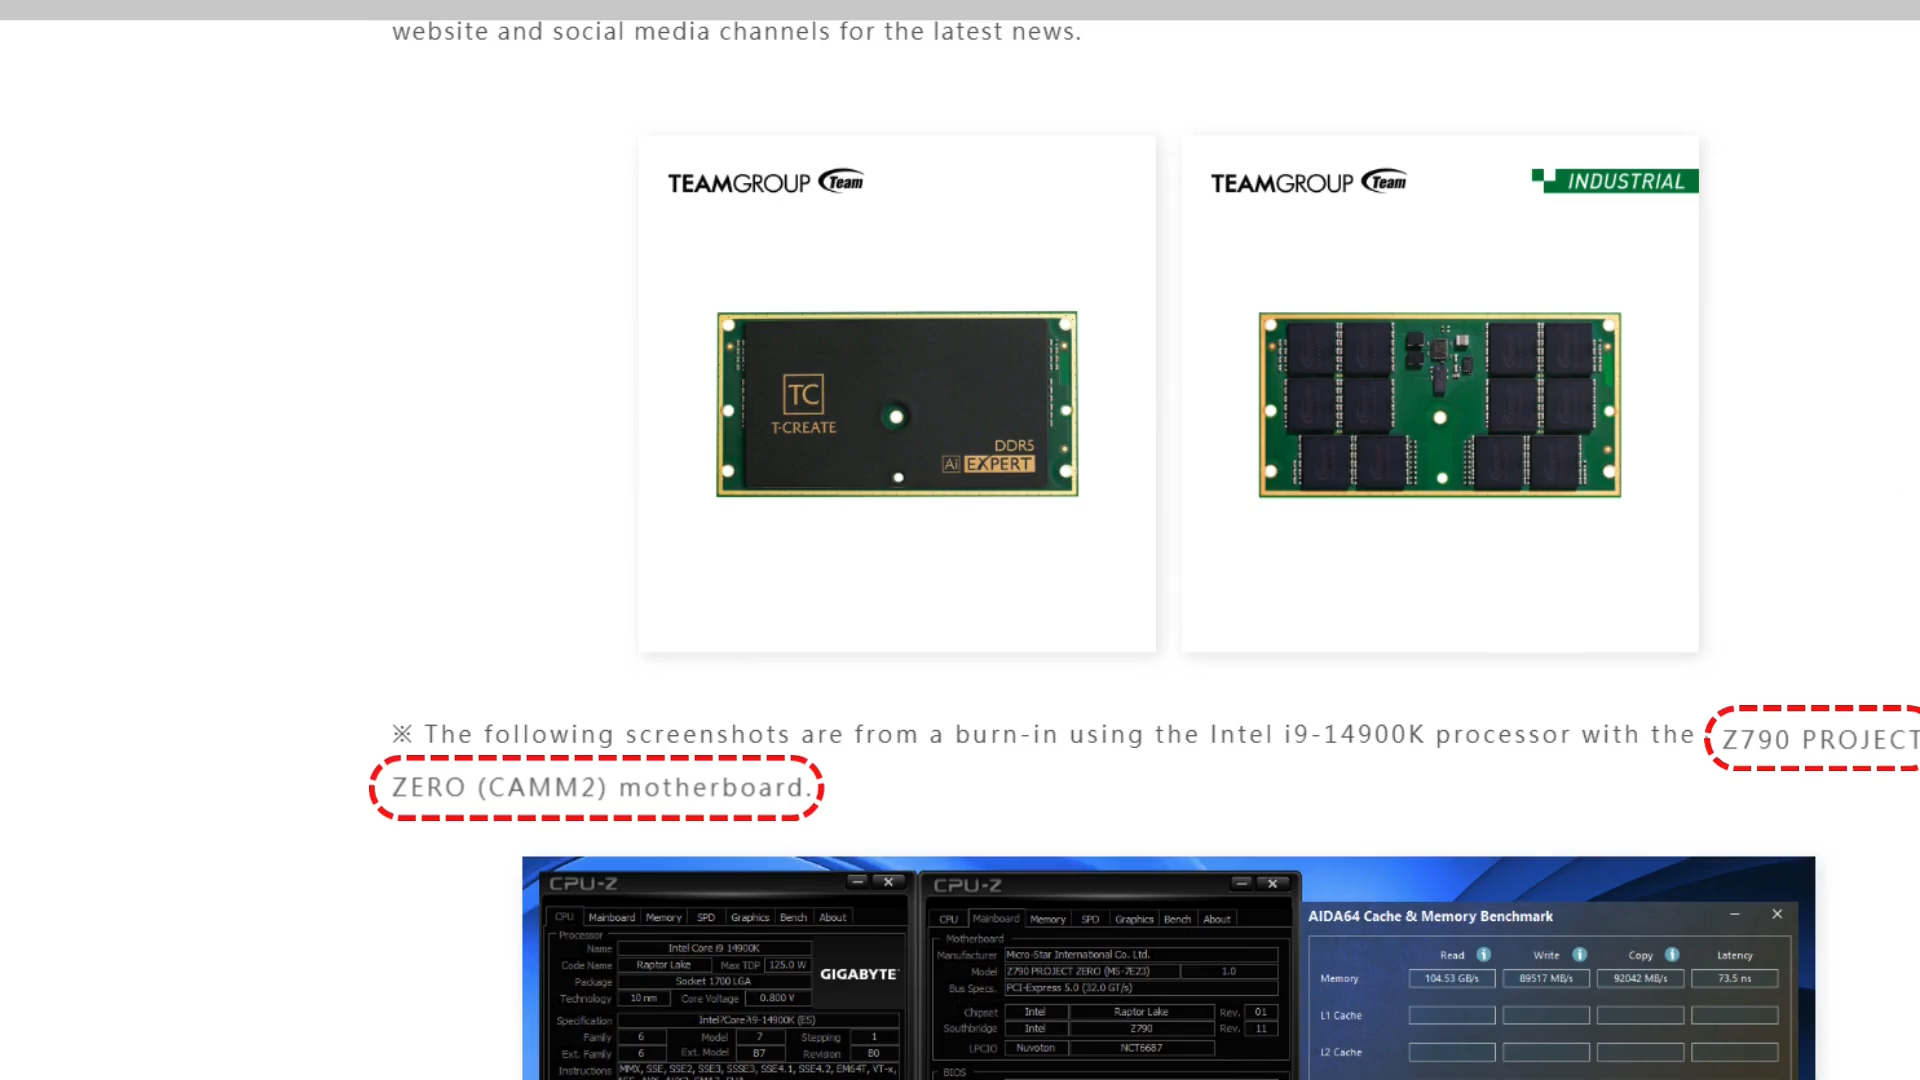 website and social media channels for the latest news.
TEAMGROUP Team
TEAMGROUP Team
INDUSTRIAL
TC
T-CREATE
DDR5
Ai EXPERT
※ The following screenshots are from a burn-in using the Intel i9-14900K processor with the Z790 PROJECT
ZERO (CAMM2) motherboard.
CPU-Z
CPU Mainboard Memory SPD Graphics Bench About
Processor
Name Intel Core i9 14900K
Code Name Raptor Lake Max TDP 125.0 W
Package Socket 1700 LGA
GIGABYTE
Technology 10 nm Core Voltage 0.800 V
Specification Intel?Core?i9-14900K (ES)
Family 6 Model 7 Stepping 1
Ext. Family 6 Ext. Model B7 Revision B0
Instructions MMX, SSE, SSE2, SSE3, SSSE3, SSE4.1, SSE4.2, EM64T, VT-x,
CPU-Z
CPU Mainboard Memory SPD Graphics Bench About
Motherboard
Manufacturer Micro-Star International Co. Ltd.
Model Z790 PROJECT ZERO (MS-7E23) 1.0
Bus Specs. PCI-Express 5.0 (32.0 GT/s)
Chipset Intel Raptor Lake Rev. 01
Southbridge Intel Z790 Rev. 11
LPCIO Nuvoton NCT6687
BIOS
AIDA64 Cache & Memory Benchmark
Read Write Copy Latency
Memory 104.53 GB/s 89517 MB/s 92042 MB/s 73.5 ns
L1 Cache
L2 Cache